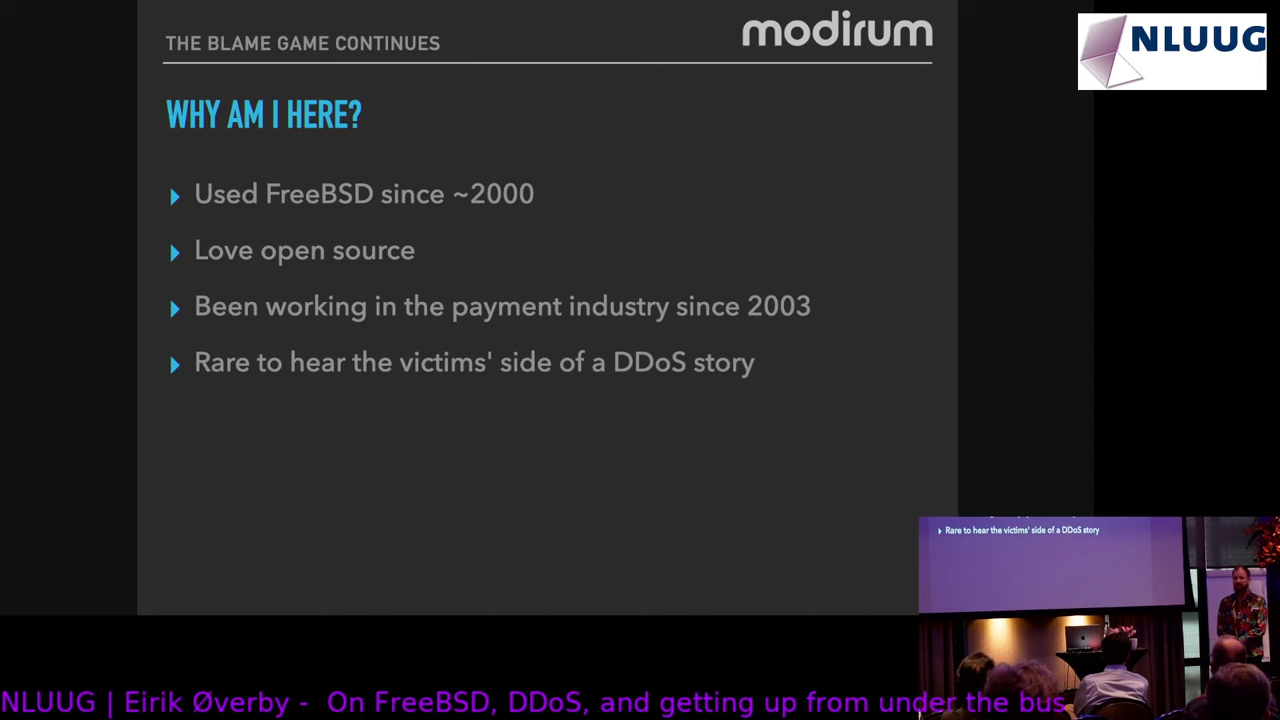 THE BLAME GAME CONTINUES
modirum
NLUUG
WHY AM I HERE?
Used FreeBSD since ~2000
Love open source
Been working in the payment industry since 2003
Rare to hear the victims' side of a DDoS story
Rare to hear the victims' side of a DDoS story
NLUUG | Eirik Øverby - On FreeBSD, DDoS, and getting up from under the bus